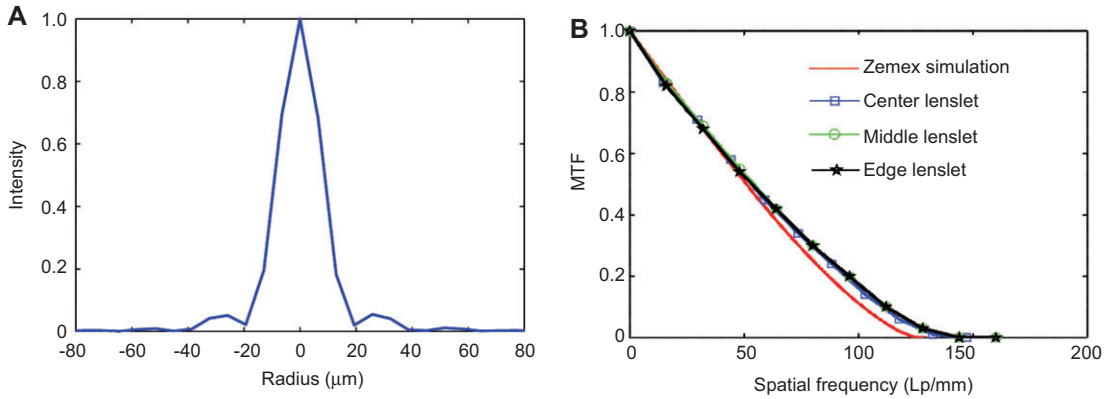 A
1.0
0.8
0.6
0.4
0.2
0
Intensity
-80 -60 -40 -20 0 20 40 60 80
Radius (μm)
B
1.0
0.8
0.6
0.4
0.2
0
MTF
Zemex simulation
Center lenslet
Middle lenslet
Edge lenslet
0 50 100 150 200
Spatial frequency (Lp/mm)